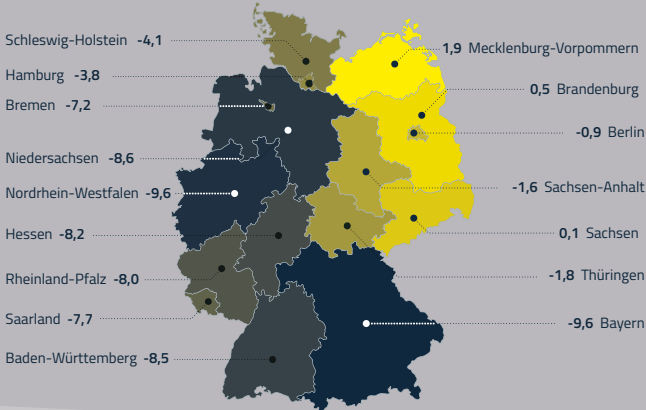 Schleswig-Holstein -4,1
Hamburg -3,8
Bremen -7,2
Niedersachsen -8,6
Nordrhein-Westfalen -9,6
Hessen -8,2
Rheinland-Pfalz -8,0
Saarland -7,7
Baden-Württemberg -8,5
1,9 Mecklenburg-Vorpommern
0,5 Brandenburg
-0,9 Berlin
-1,6 Sachsen-Anhalt
0,1 Sachsen
-1,8 Thüringen
-9,6 Bayern